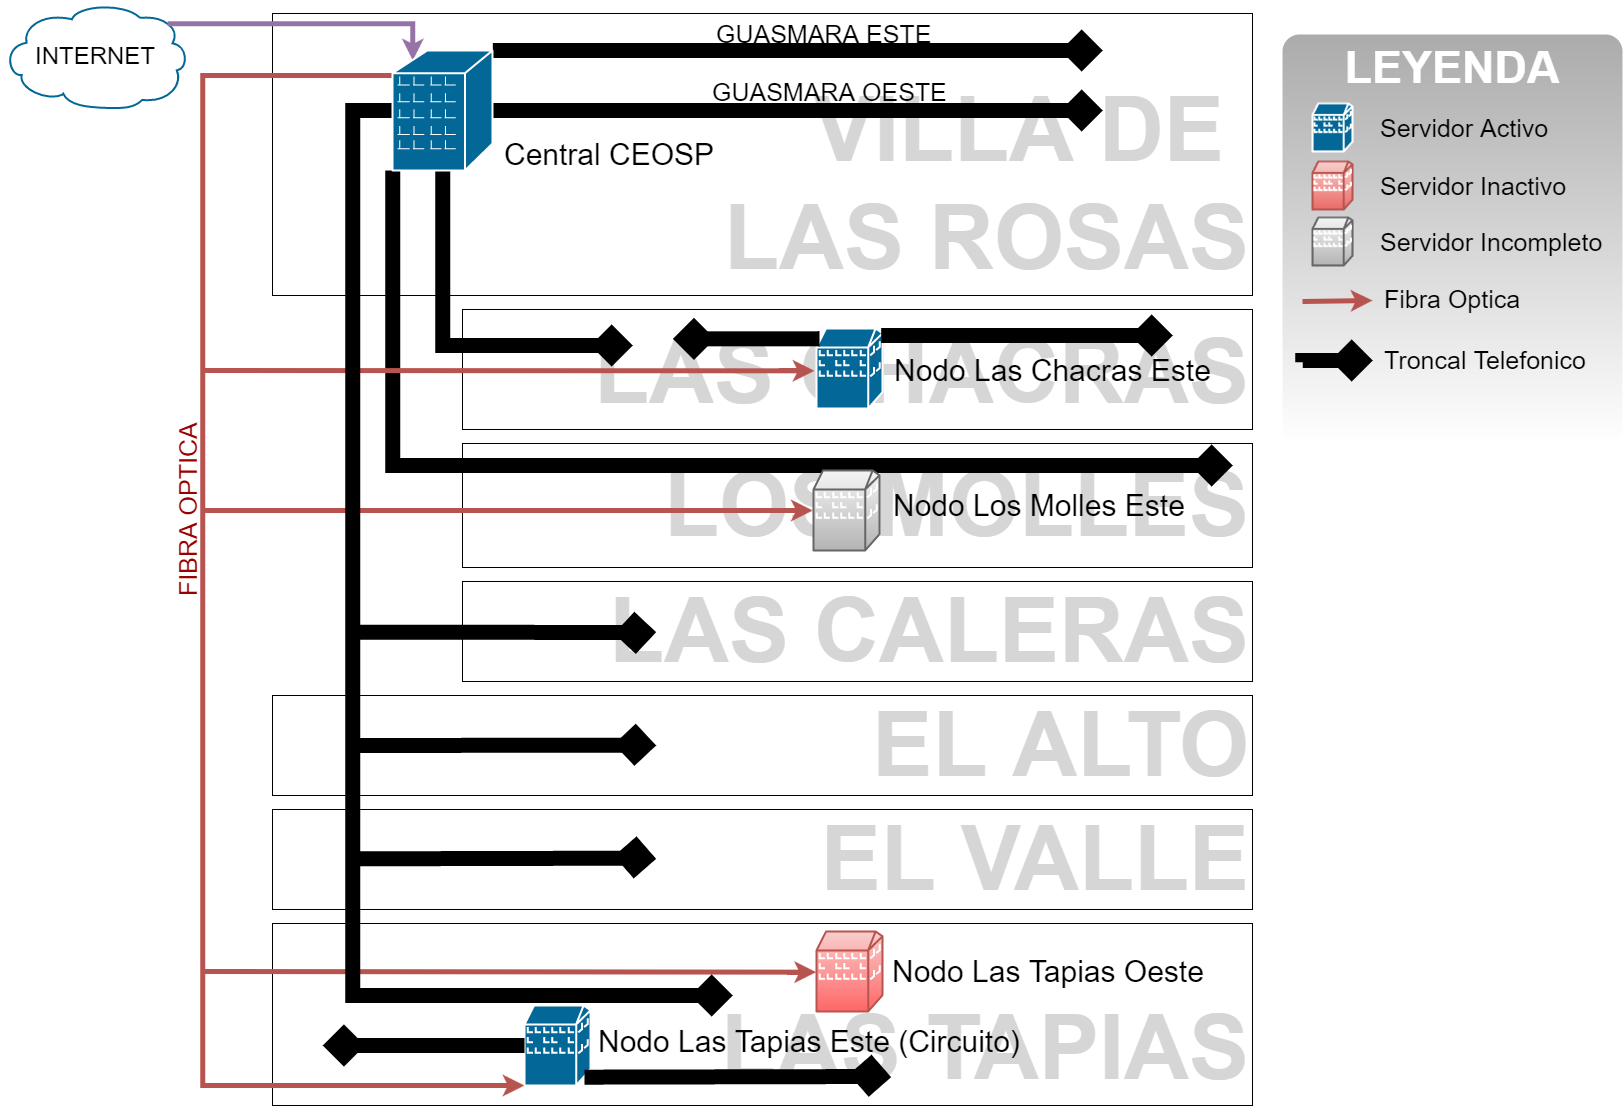 INTERNET
GUASMARA ESTE
GUASMARA OESTE
VILLA DE
LAS ROSAS
Central CEOSP
LAS CHACRAS
Nodo Las Chacras Este
LOS MOLLES
Nodo Los Molles Este
FIBRA OPTICA
LAS CALERAS
EL ALTO
EL VALLE
Nodo Las Tapias Oeste
LAS TAPIAS
Nodo Las Tapias Este (Circuito)
LEYENDA
Servidor Activo
Servidor Inactivo
Servidor Incompleto
Fibra Optica
Troncal Telefonico